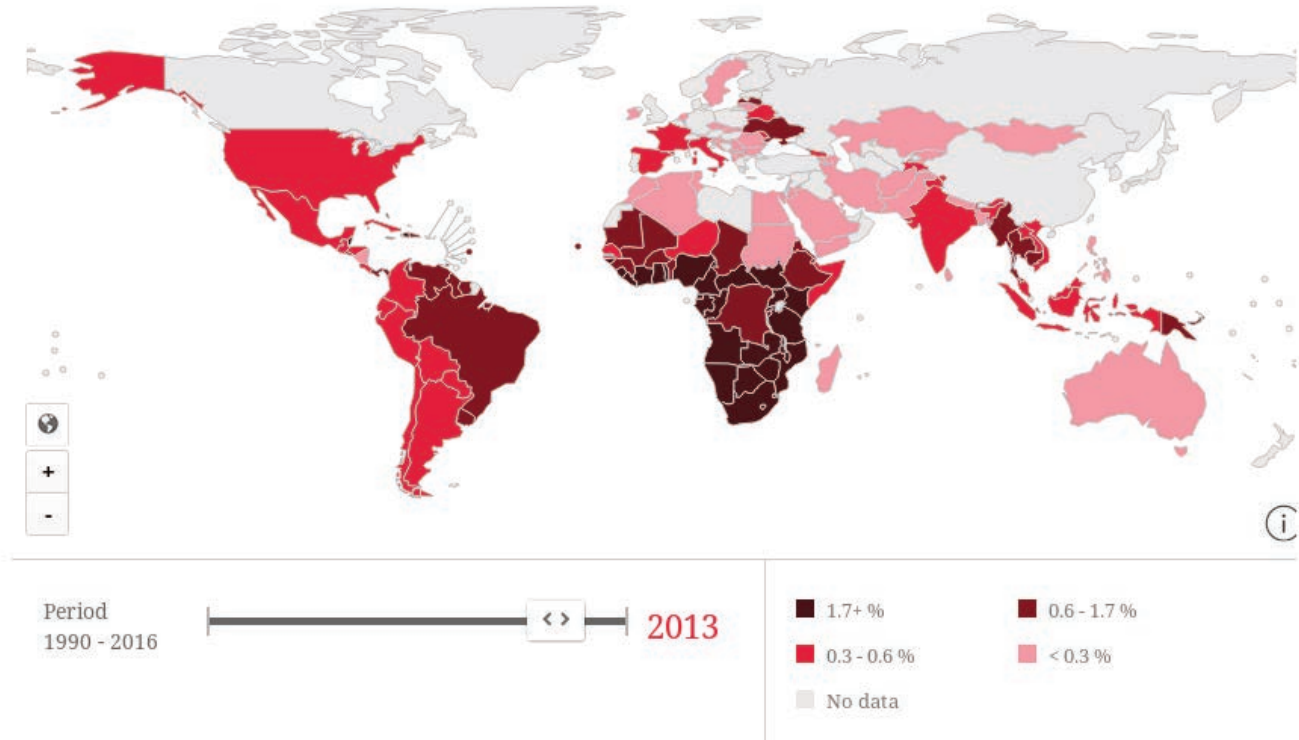 +
-
i
Period
1990 - 2016
< >
2013
1.7+ %
0.6 - 1.7 %
0.3 - 0.6 %
< 0.3 %
No data